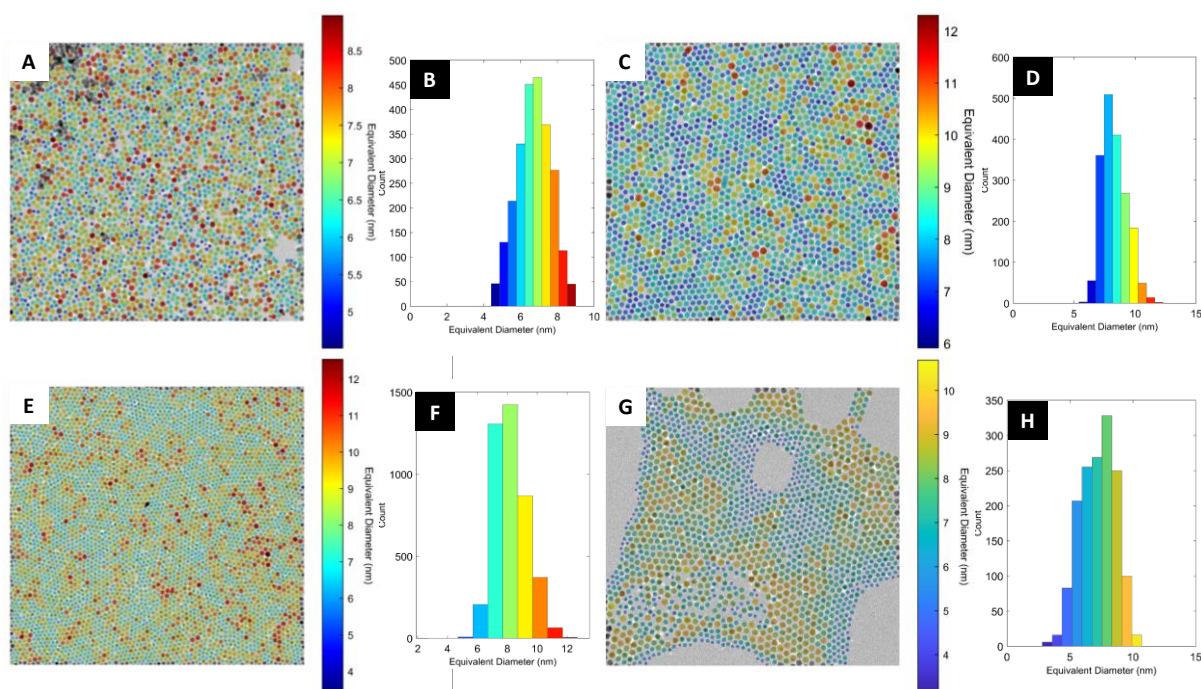 A
8.5
8
7.5
7
6.5
6
5.5
5
Equivalent Diameter (nm)
B
500
450
400
350
300
250
200
150
100
50
0
Count
0 2 4 6 8 10
Equivalent Diameter (nm)
C
12
11
10
9
8
7
6
Equivalent Diameter (nm)
D
600
500
400
300
200
100
0
Count
0 5 10 15
Equivalent Diameter (nm)
E
12
11
10
9
8
7
6
5
4
Equivalent Diameter (nm)
F
1500
1000
500
0
Count
2 4 6 8 10 12
Equivalent Diameter (nm)
G
10
9
8
7
6
5
4
Equivalent Diameter (nm)
H
350
300
250
200
150
100
50
0
Count
0 5 10 15
Equivalent Diameter (nm)